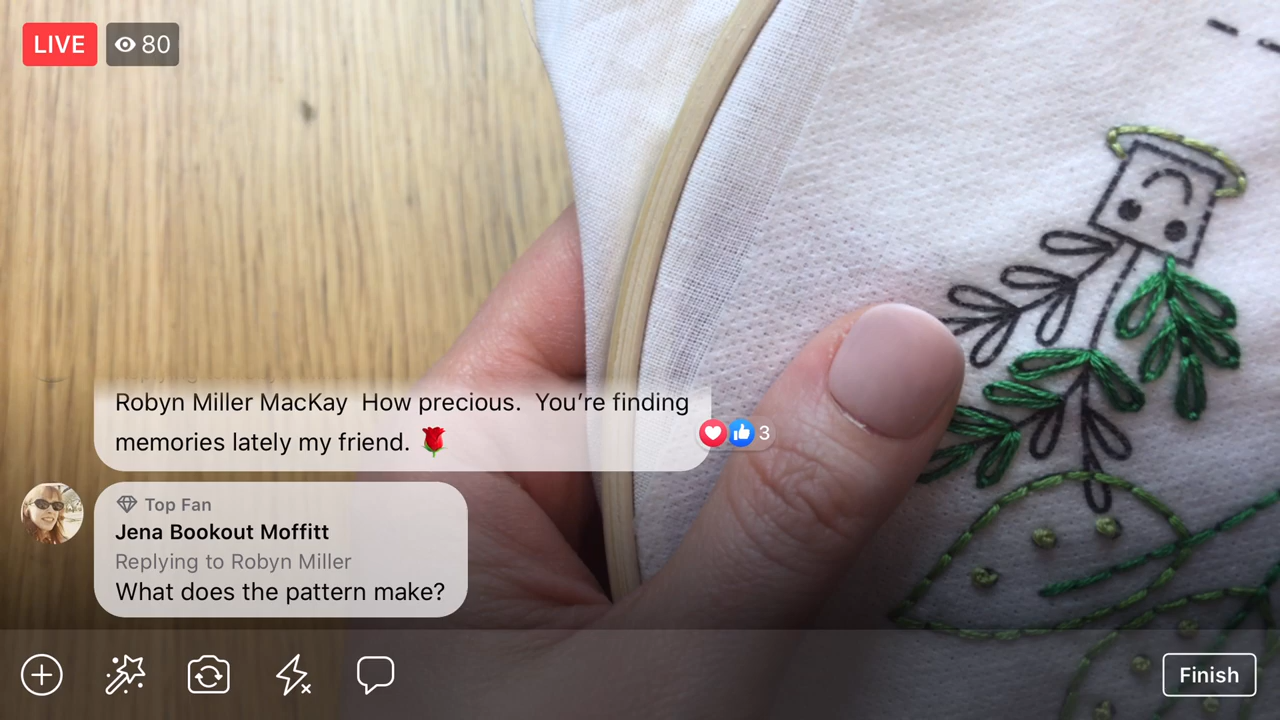 LIVE 80
Robyn Miller MacKay How precious. You're finding
memories lately my friend. 🌹
3
Top Fan
Jena Bookout Moffitt
Replying to Robyn Miller
What does the pattern make?
Finish